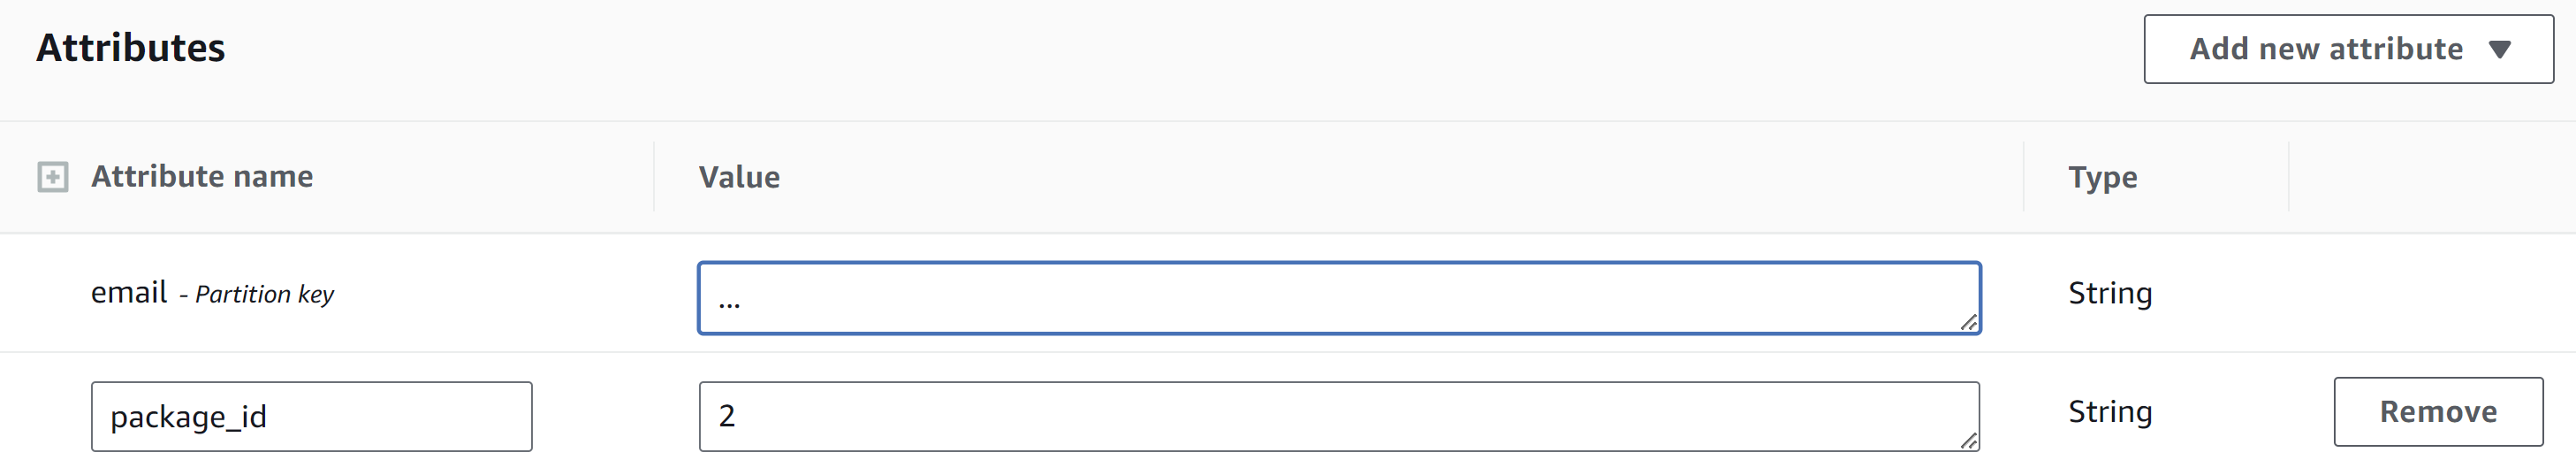 Attributes
Add new attribute
Attribute name Value Type
email - Partition key ... String
package_id 2 String Remove